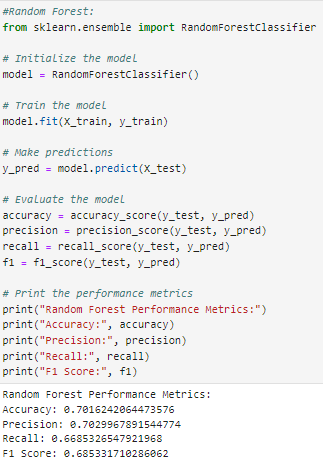 #Random Forest:
from sklearn.ensemble import RandomForestClassifier
# Initialize the model
model = RandomForestClassifier()
# Train the model
model.fit(X_train, y_train)
# Make predictions
y_pred = model.predict(X_test)
# Evaluate the model
accuracy = accuracy_score(y_test, y_pred)
precision = precision_score(y_test, y_pred)
recall = recall_score(y_test, y_pred)
f1 = f1_score(y_test, y_pred)
# Print the performance metrics
print("Random Forest Performance Metrics:")
print("Accuracy:", accuracy)
print("Precision:", precision)
print("Recall:", recall)
print("F1 Score:", f1)
Random Forest Performance Metrics:
Accuracy: 0.7016242064473576
Precision: 0.7029967891544774
Recall: 0.6685326547921968
F1 Score: 0.685331710286062